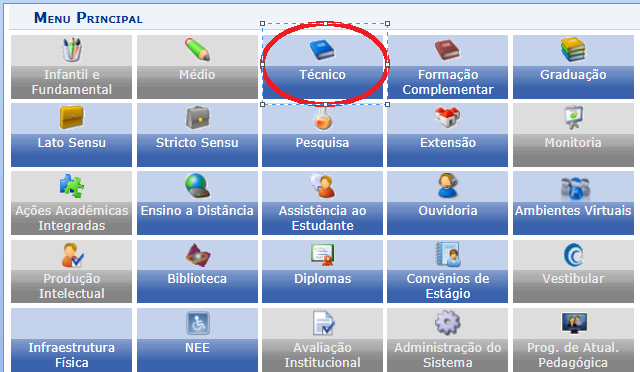 Menu Principal
Infantil e
Fundamental
Médio
Técnico
Formação
Complementar
Graduação
Lato Sensu
Stricto Sensu
Pesquisa
Extensão
Monitoria
Ações Acadêmicas
Integradas
Ensino a Distância
Assistência ao
Estudante
Ouvidoria
Ambientes Virtuais
Produção
Intelectual
Biblioteca
Diplomas
Convênios de
Estágio
Vestibular
Infraestrutura
Física
NEE
Avaliação
Institucional
Administração do
Sistema
Prog. de Atual.
Pedagógica